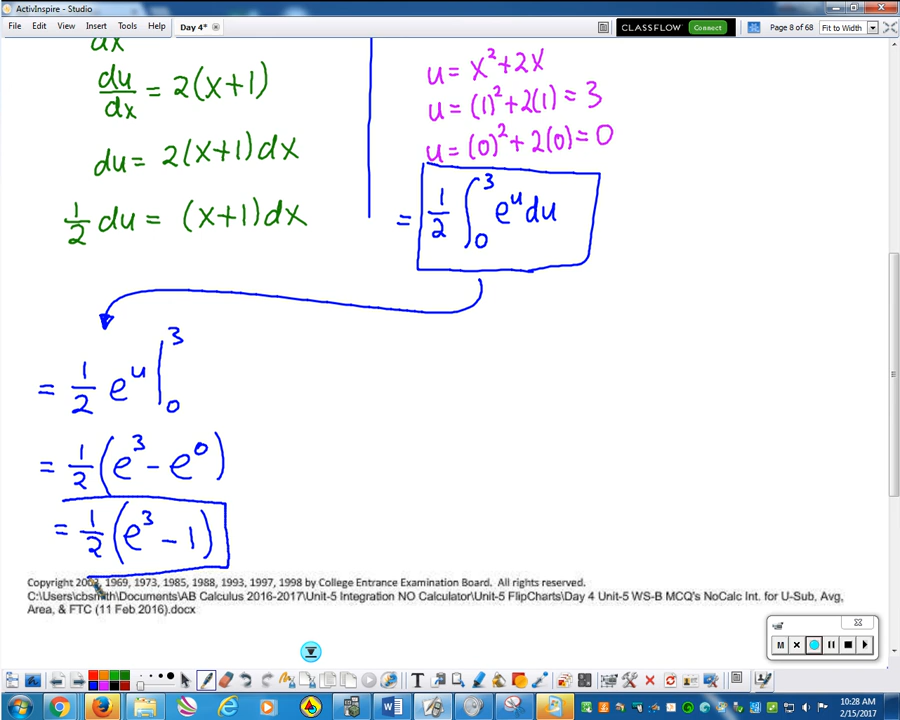 ActivInspire - Studio
File Edit View Insert Tools Help Day 4* CLASSFLOW Connect Page 8 of 68 Fit to Width
dx
du/dx = 2(x+1)
du = 2(x+1)dx
1/2 du = (x+1)dx
u = x²+2x
u = (1)²+2(1) = 3
u = (0)²+2(0) = 0
= 1/2 ∫₀³ e^u du
= 1/2 e^u |₀³
= 1/2 (e³ - e⁰)
= 1/2 (e³ - 1)
Copyright 2003, 1969, 1973, 1985, 1988, 1993, 1997, 1998 by College Entrance Examination Board. All rights reserved.
C:\Users\cbsmith\Documents\AB Calculus 2016-2017\Unit-5 Integration NO Calculator\Unit-5 FlipCharts\Day 4 Unit-5 WS-B MCQ's NoCalc Int. for U-Sub, Avg,
Area, & FTC (11 Feb 2016).docx
M
T
10:28 AM
2/15/2017